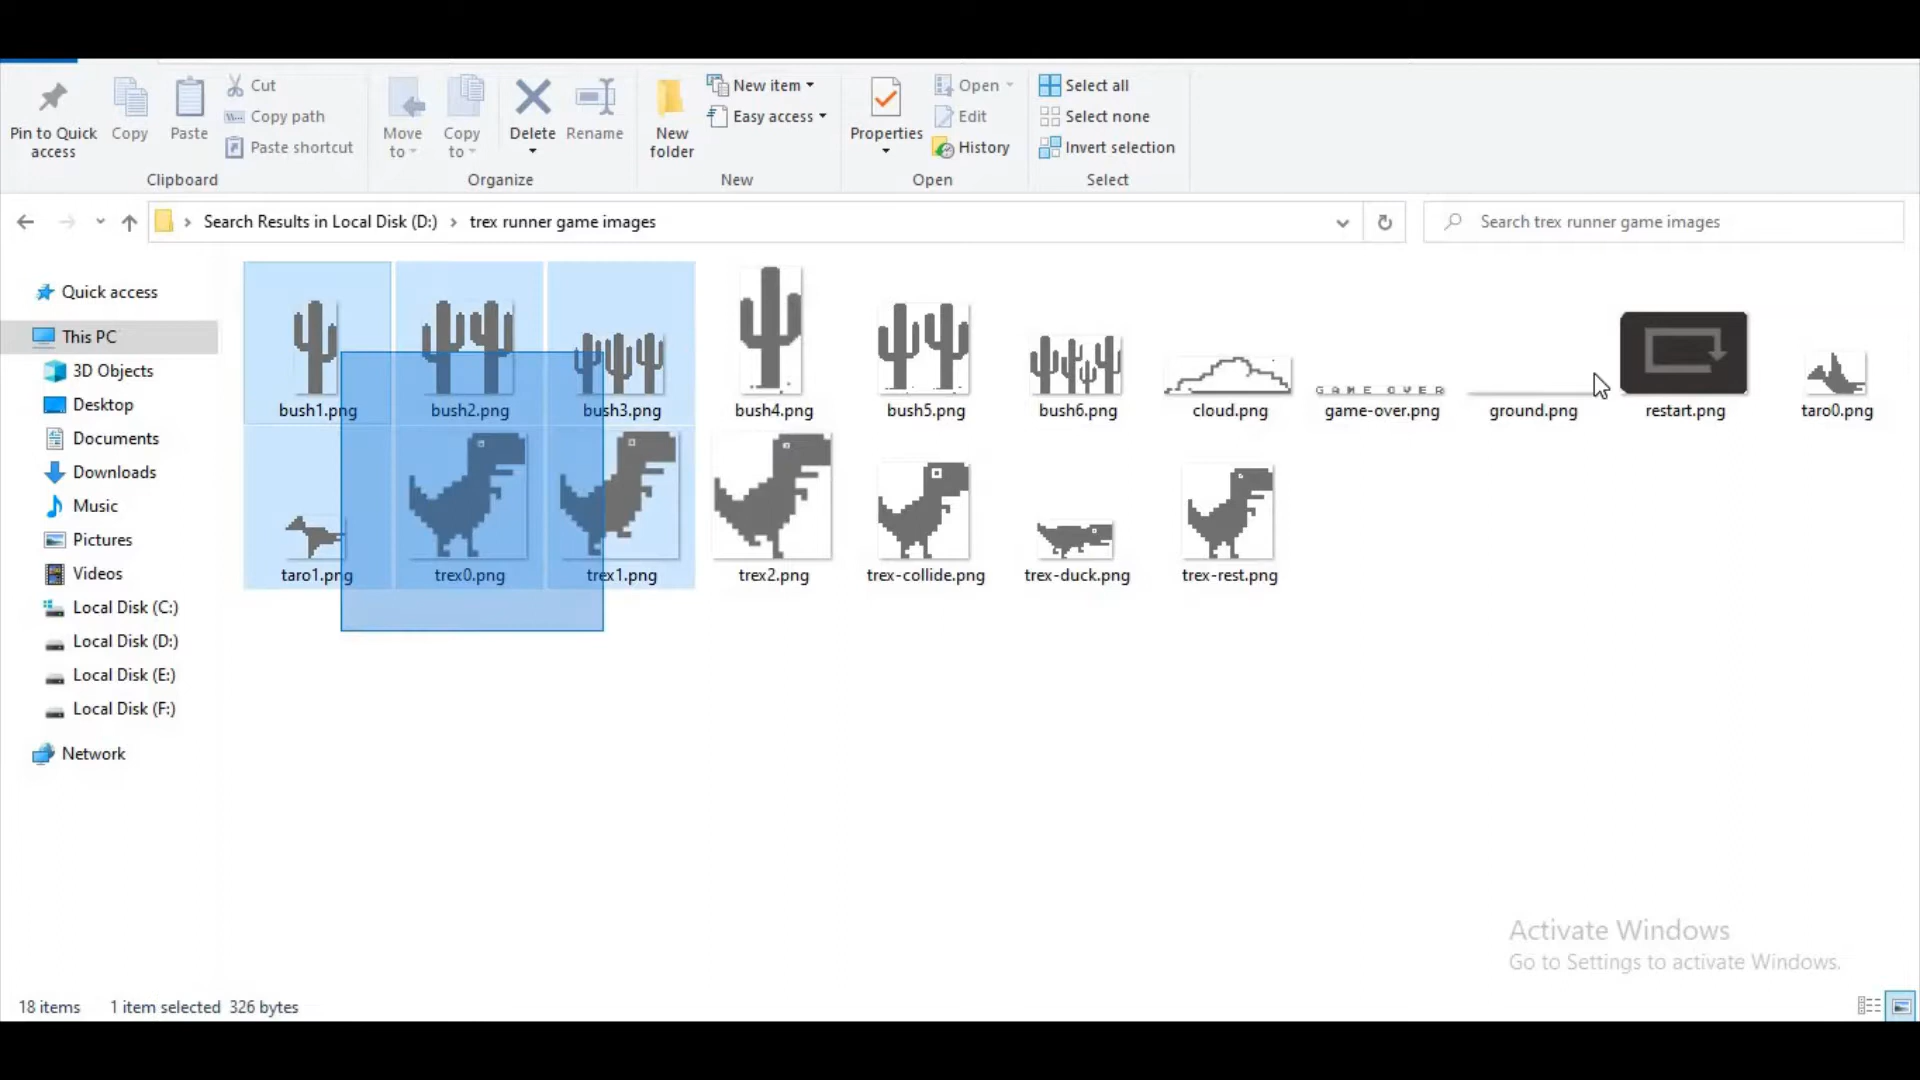 Pin to Quick access
Copy
Paste
Cut
Copy path
Paste shortcut
Clipboard
Move to
Copy to
Delete
Rename
Organize
New folder
New item
Easy access
New
Properties
Open
Edit
History
Open
Select all
Select none
Invert selection
Select
Search Results in Local Disk (D:) > trex runner game images
Search trex runner game images
Quick access
This PC
3D Objects
Desktop
Documents
Downloads
Music
Pictures
Videos
Local Disk (C:)
Local Disk (D:)
Local Disk (E:)
Local Disk (F:)
Network
GAME OVER
bush1.png
bush2.png
bush3.png
bush4.png
bush5.png
bush6.png
cloud.png
game-over.png
ground.png
restart.png
taro0.png
taro1.png
trex0.png
trex1.png
trex2.png
trex-collide.png
trex-duck.png
trex-rest.png
Activate Windows
Go to Settings to activate Windows.
18 items 1 item selected 326 bytes